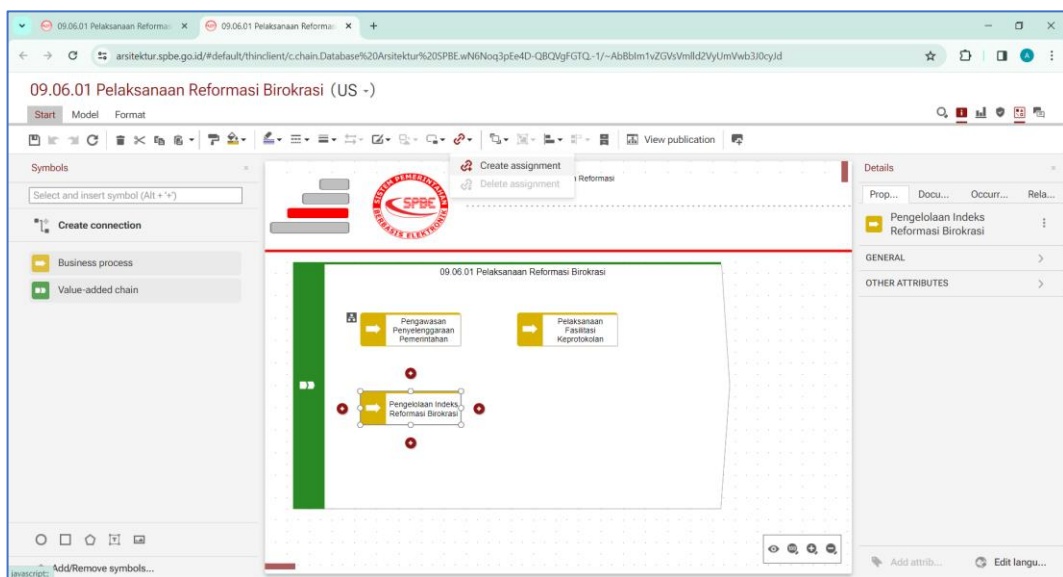 09.06.01 Pelaksanaan Reformas
09.06.01 Pelaksanaan Reformas
arsitektur.spbe.go.id/#default/thinclient/c.chain.Database%20Arsitektur%20SPBE.wN6Noq3pEe4D-QBQVgFGTQ.-1/~AbBbIm1vZGVsVmlld2VyUmVwb3J0cyJd
09.06.01 Pelaksanaan Reformasi Birokrasi (US -)
Start Model Format
View publication
Create assignment
Delete assignment
Symbols
Select and insert symbol (Alt + '+')
Create connection
Business process
Value-added chain
Add/Remove symbols...
javascript:;
SISTEM PEMERINTAHAN
SPBE
BERBASIS ELEKTRONIK
Reformasi
09.06.01 Pelaksanaan Reformasi Birokrasi
Pengawasan
Penyelenggaraan
Pemerintahan
Pelaksanaan
Fasilitasi
Keprotokolan
Pengelolaan Indeks
Reformasi Birokrasi
Details
Prop... Docu... Occurr... Rela...
Pengelolaan Indeks
Reformasi Birokrasi
GENERAL
OTHER ATTRIBUTES
Add attrib... Edit langu...